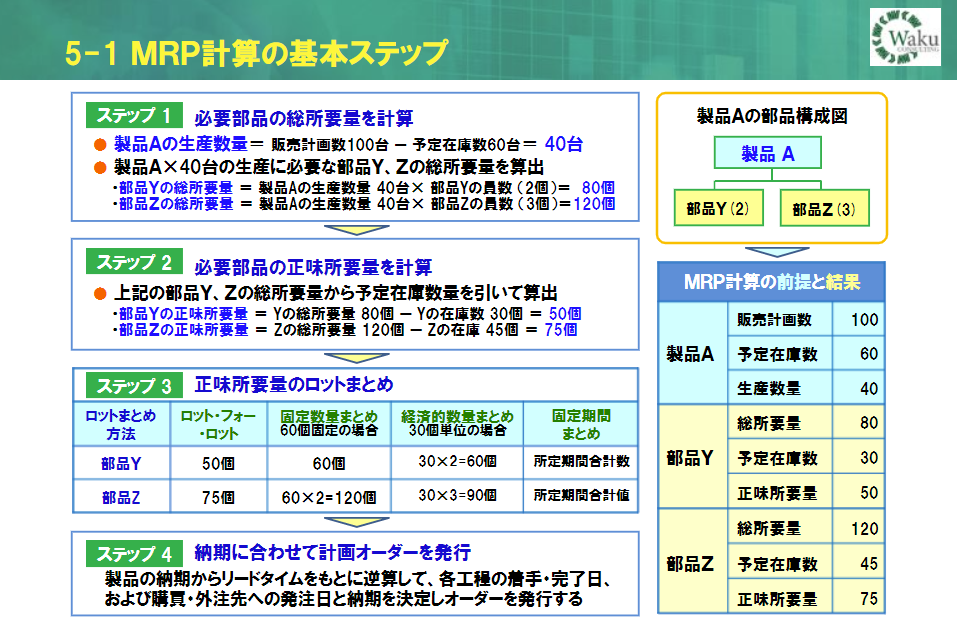 5-1 MRP計算の基本ステップ
Waku
CONSULTING
ステップ 1 必要部品の総所要量を計算
● 製品Aの生産数量= 販売計画数100台 - 予定在庫数60台= 40台
● 製品A×40台の生産に必要な部品Y、Zの総所要量を算出
・部品Yの総所要量 = 製品Aの生産数量 40台× 部品Yの員数(2個)= 80個
・部品Zの総所要量 = 製品Aの生産数量 40台× 部品Zの員数(3個)=120個
ステップ 2 必要部品の正味所要量を計算
● 上記の部品Y、Zの総所要量から予定在庫数量を引いて算出
・部品Yの正味所要量 = Yの総所要量 80個 - Yの在庫数 30個 = 50個
・部品Zの正味所要量 = Zの総所要量 120個 - Zの在庫 45個 = 75個
ステップ 3 正味所要量のロットまとめ
ロットまとめ
方法
ロット・フォー
・ロット
固定数量まとめ
60個固定の場合
経済的数量まとめ
30個単位の場合
固定期間
まとめ
部品Y 50個 60個 30×2=60個 所定期間合計数
部品Z 75個 60×2=120個 30×3=90個 所定期間合計値
ステップ 4 納期に合わせて計画オーダーを発行
製品の納期からリードタイムをもとに逆算して、各工程の着手・完了日、
および購買・外注先への発注日と納期を決定しオーダーを発行する
製品Aの部品構成図
製品 A
部品Y(2) 部品Z(3)
MRP計算の前提と結果
製品A
販売計画数 100
予定在庫数 60
生産数量 40
部品Y
総所要量 80
予定在庫数 30
正味所要量 50
部品Z
総所要量 120
予定在庫数 45
正味所要量 75